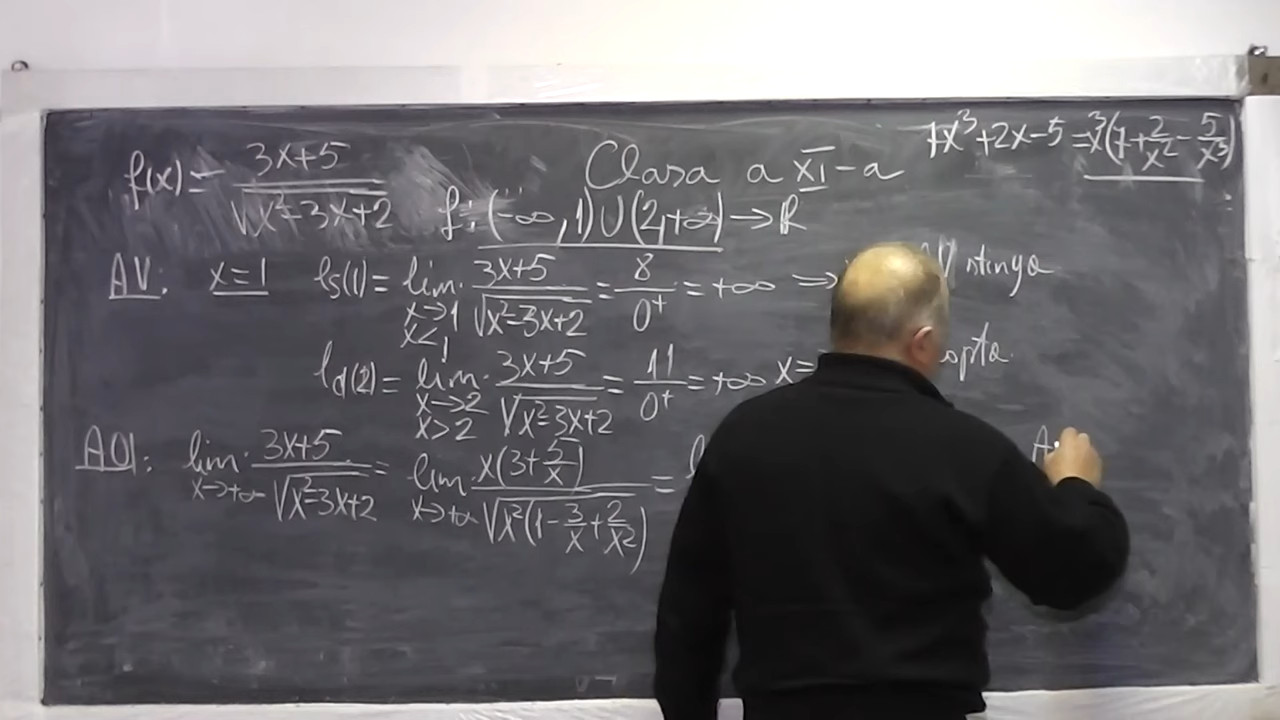 7x³+2x-5=x³(7+2/x²-5/x³)
f(x)=(3x+5)/√(x²-3x+2) Clasa a XI-a
f:(-∞,1)∪(2,+∞)→R
AV: x=1 ls(1)=lim x→1 x<1 (3x+5)/√(x²-3x+2)=8/0⁺=+∞ ⇒ stinga
ld(2)=lim x→2 x>2 (3x+5)/√(x²-3x+2)=11/0⁺=+∞ x=
AO: lim x→+∞ (3x+5)/√(x²-3x+2)=lim x→+∞ x(3+5/x)/√(x²(1-3/x+2/x²))=